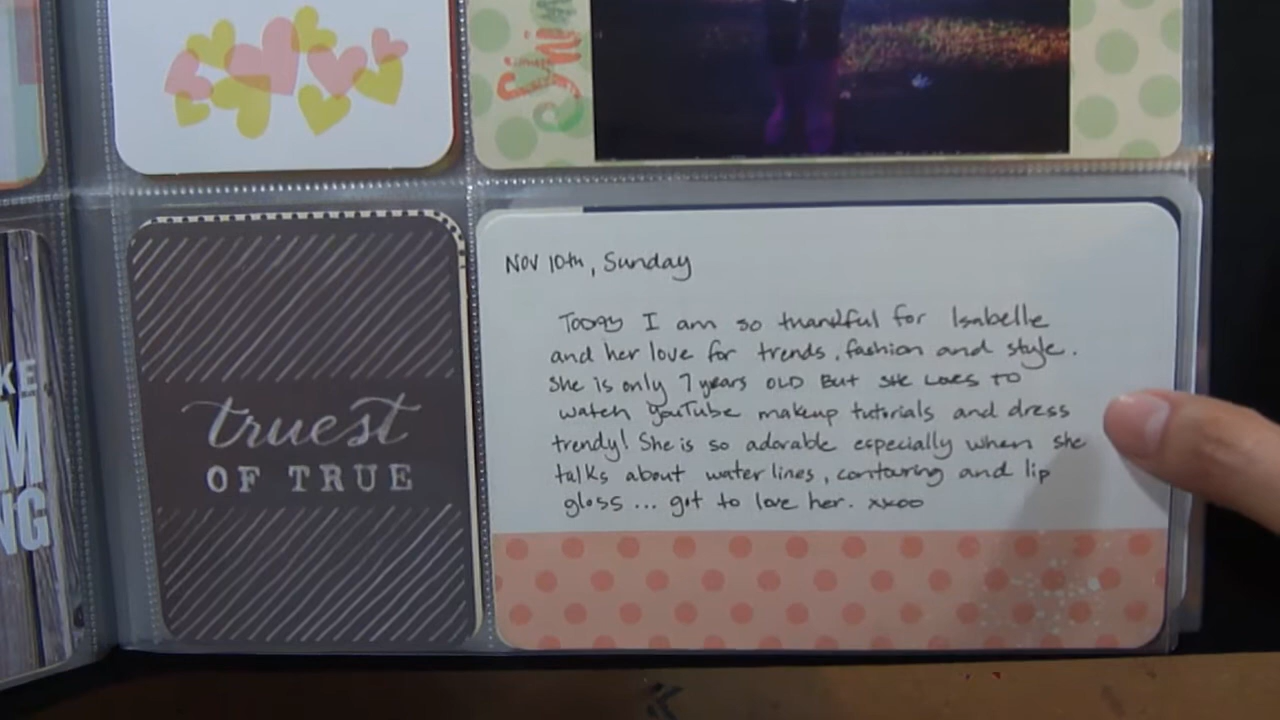 Shi
KE
M
NG
truest
OF TRUE
Nov 10th, Sunday
Today I am so thankful for Isabelle
and her love for trends, fashion and style.
She is only 7 years OLD BUT SHE LOVES TO
watch YouTube makeup tutorials and dress
trendy! She is so adorable especially when she
talks about water lines, contouring and lip
gloss... got to love her. xxoo